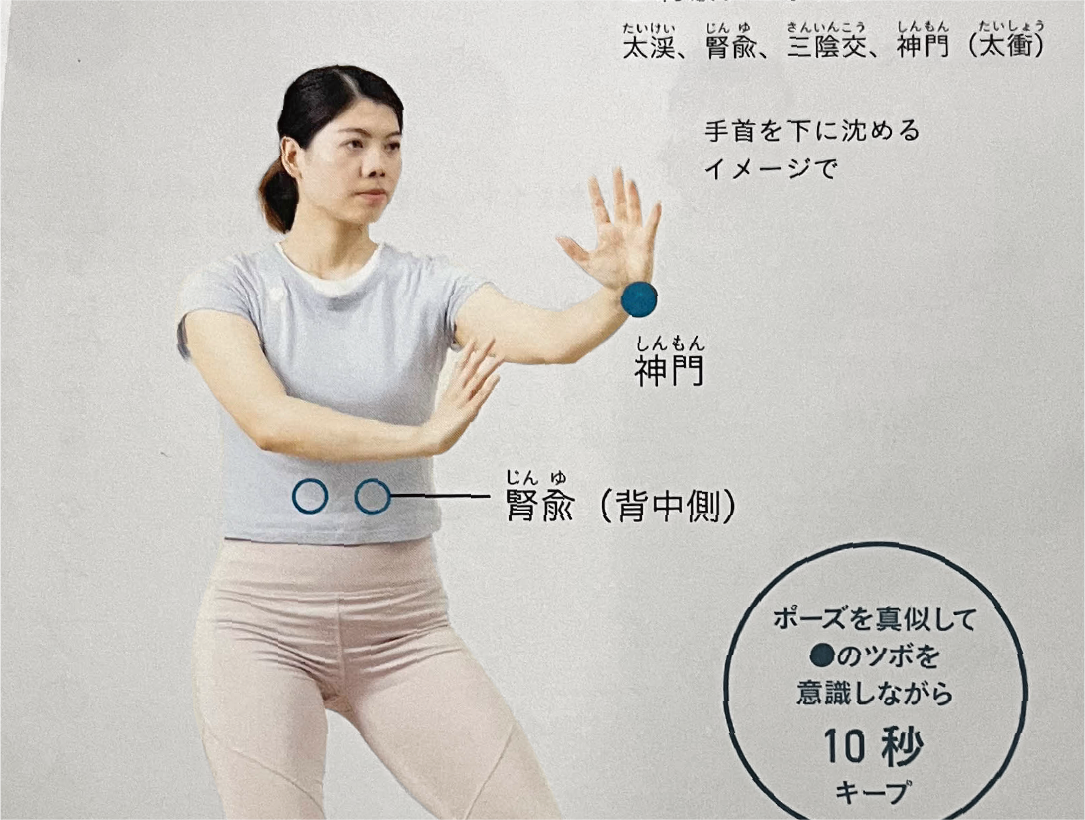 太渓、腎兪、三陰交、神門（太衝）
たいけい じんゆ さんいんこう しんもん たいしょう
手首を下に沈める
イメージで
しんもん
神門
じんゆ
腎兪（背中側）
ポーズを真似して
●のツボを
意識しながら
10 秒
キープ